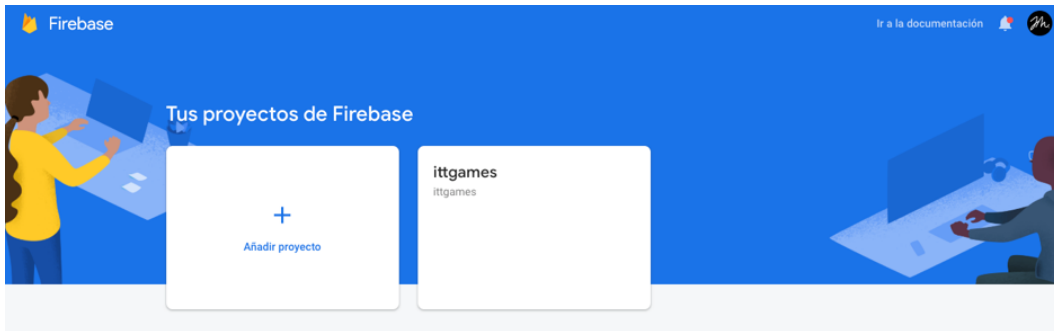 Firebase
Ir a la documentación
Tus proyectos de Firebase
Añadir proyecto
ittgames
ittgames